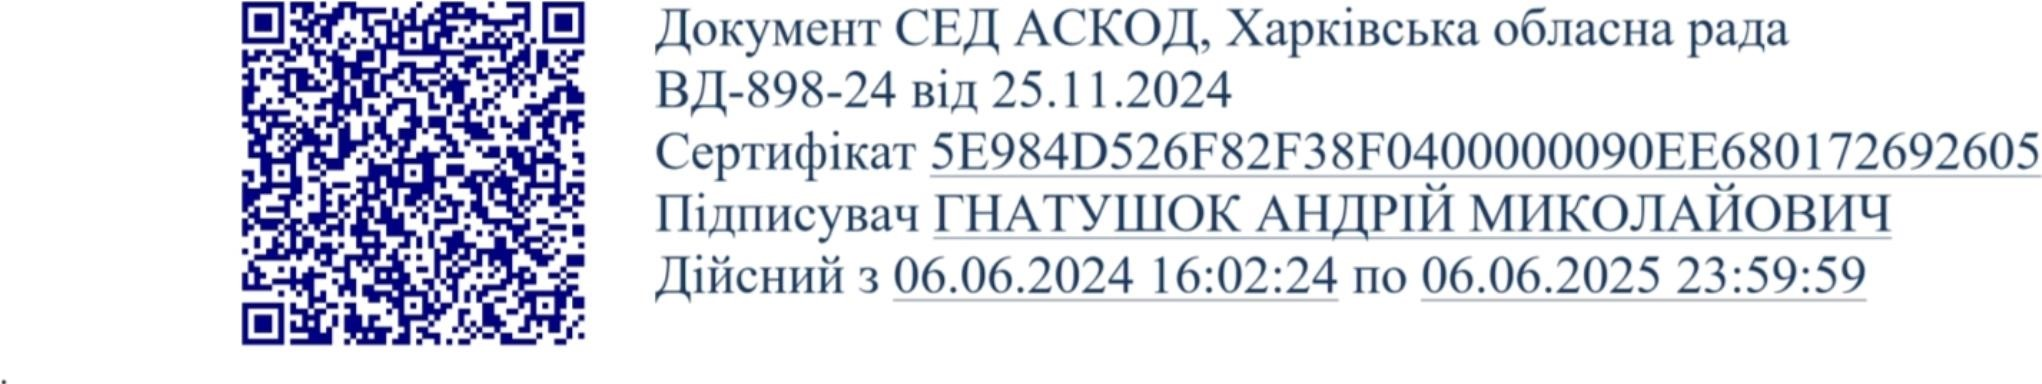 Документ СЕД АСКОД, Харківська обласна рада
ВД-898-24 від 25.11.2024
Сертифікат 5E984D526F82F38F0400000090EE680172692605
Підписувач ГНАТУШОК АНДРІЙ МИКОЛАЙОВИЧ
Дійсний з 06.06.2024 16:02:24 по 06.06.2025 23:59:59